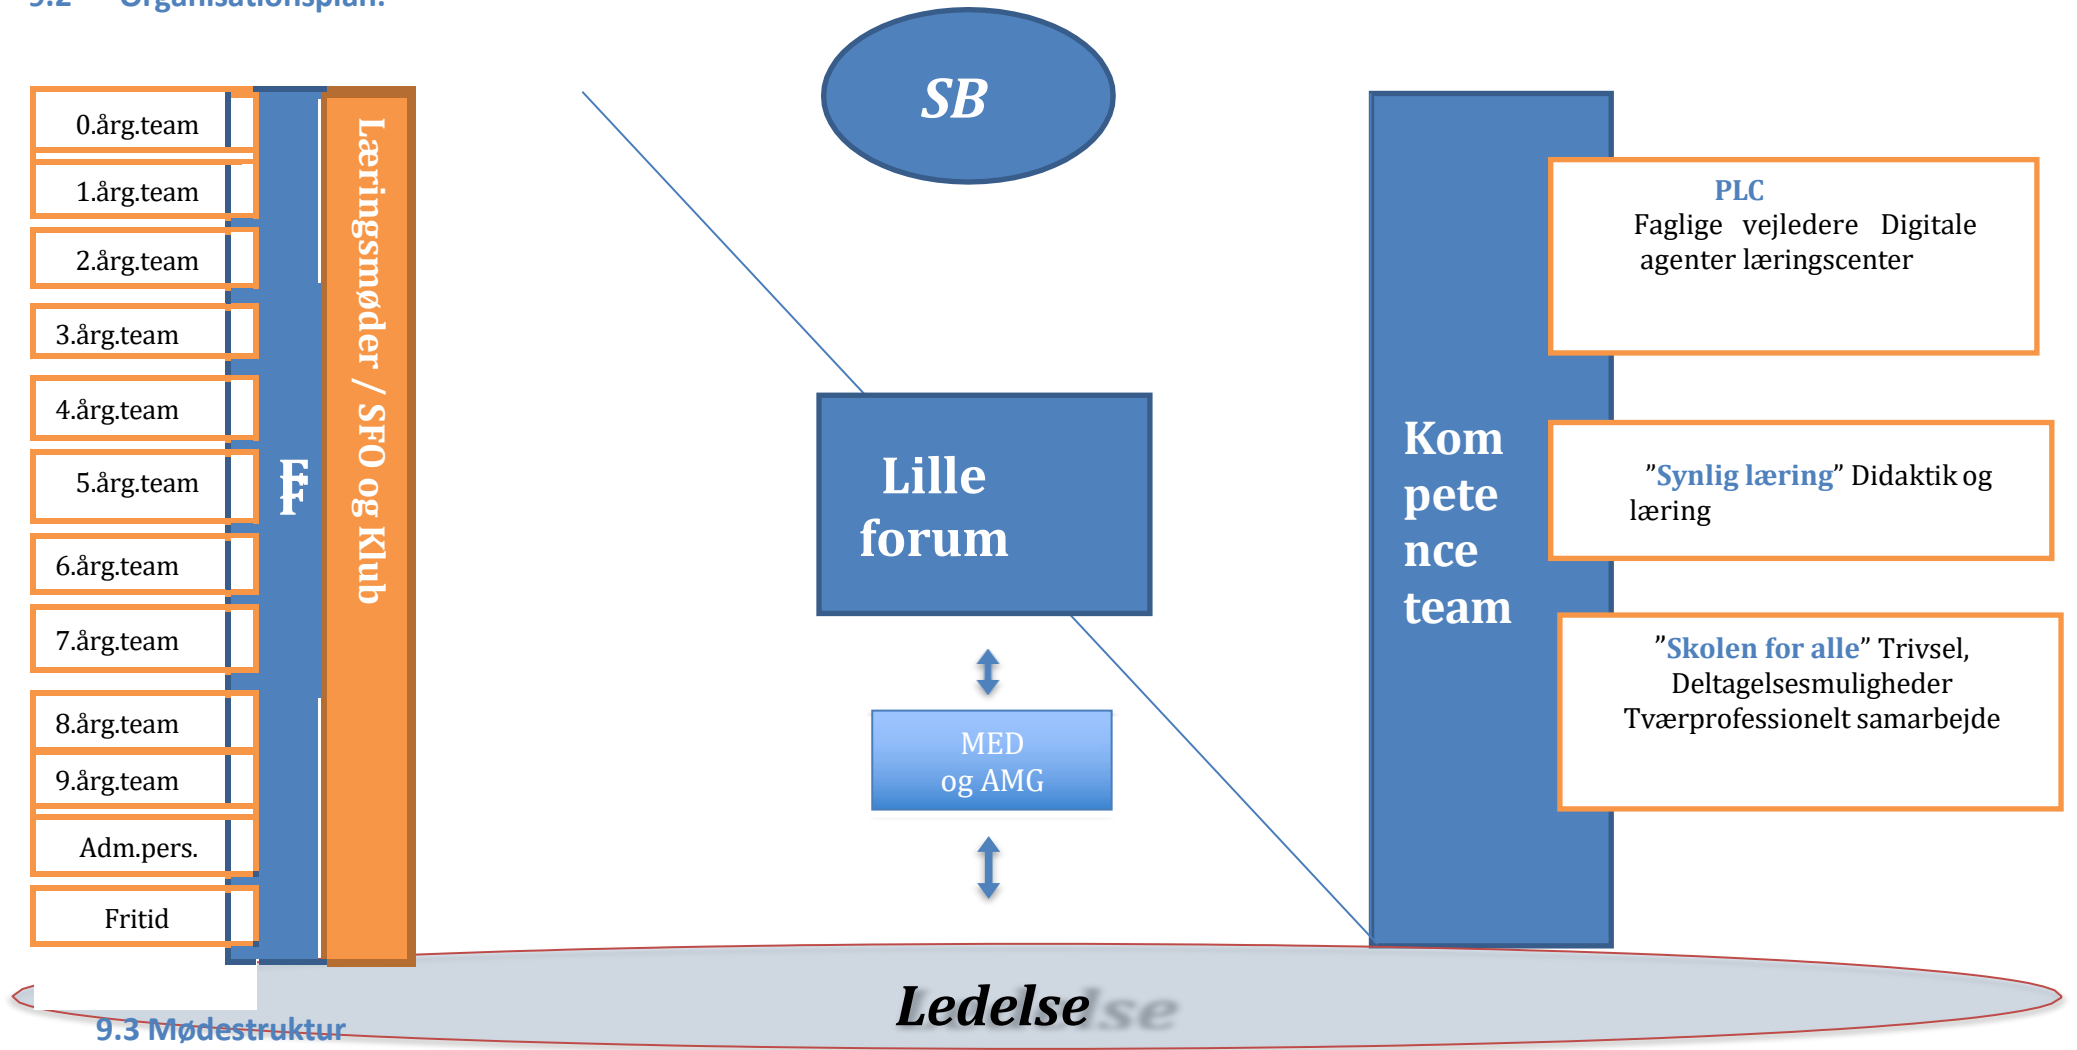 9.2 Organisationsplan.
SB
0.årg.team
1.årg.team
2.årg.team
3.årg.team
4.årg.team
5.årg.team
6.årg.team
7.årg.team
8.årg.team
9.årg.team
Adm.pers.
Fritid
Læringsmøder / SFO og Klub
Lille
forum
MED
og AMG
Kom
pete
nce
team
PLC
Faglige vejledere Digitale
agenter læringscenter
”Synlig læring” Didaktik og
læring
”Skolen for alle” Trivsel,
Deltagelsesmuligheder
Tværprofessionelt samarbejde
Ledelse
9.3 Mødestruktur